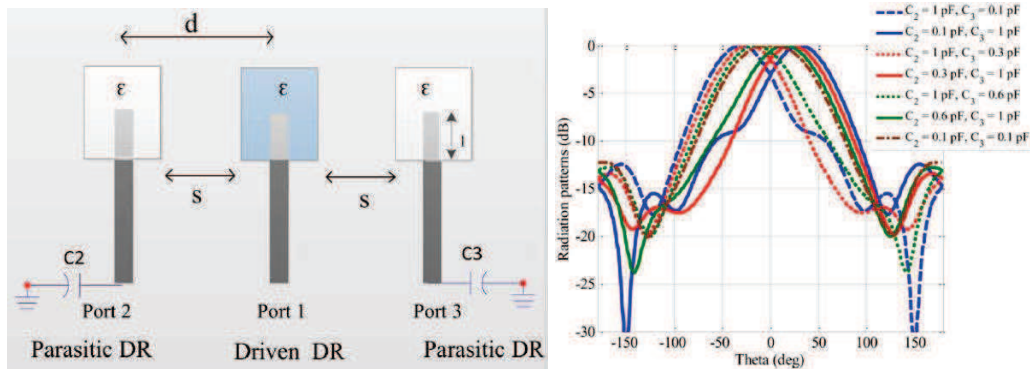 d
ε
ε
ε
l
s
s
C2
C3
Port 2
Port 1
Port 3
Parasitic DR
Driven DR
Parasitic DR
C₂ = 1 pF, C₃ = 0.1 pF
C₂ = 0.1 pF, C₃ = 1 pF
C₂ = 1 pF, C₃ = 0.3 pF
C₂ = 0.3 pF, C₃ = 1 pF
C₂ = 1 pF, C₃ = 0.6 pF
C₂ = 0.6 pF, C₃ = 1 pF
C₂ = 0.1 pF, C₃ = 0.1 pF
Radiation patterns (dB)
0
-5
-10
-15
-20
-25
-30
-150 -100 -50 0 50 100 150
Theta (deg)